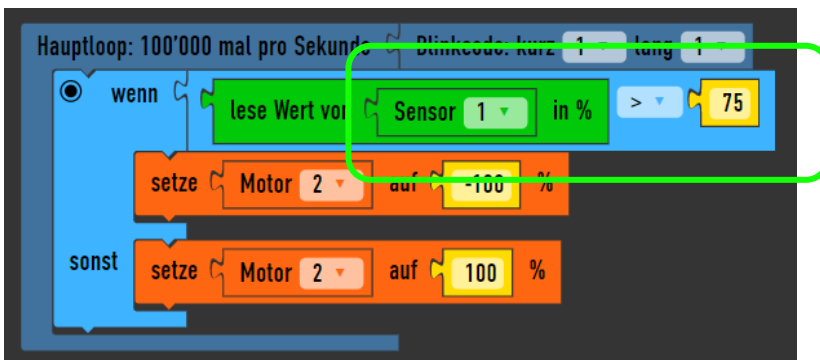 Hauptloop: 100'000 mal pro Sekunde Blinkcode: kurz 1 lang 1
wenn lese Wert von Sensor 1 in % > 75
setze Motor 2 auf -100 %
sonst setze Motor 2 auf 100 %